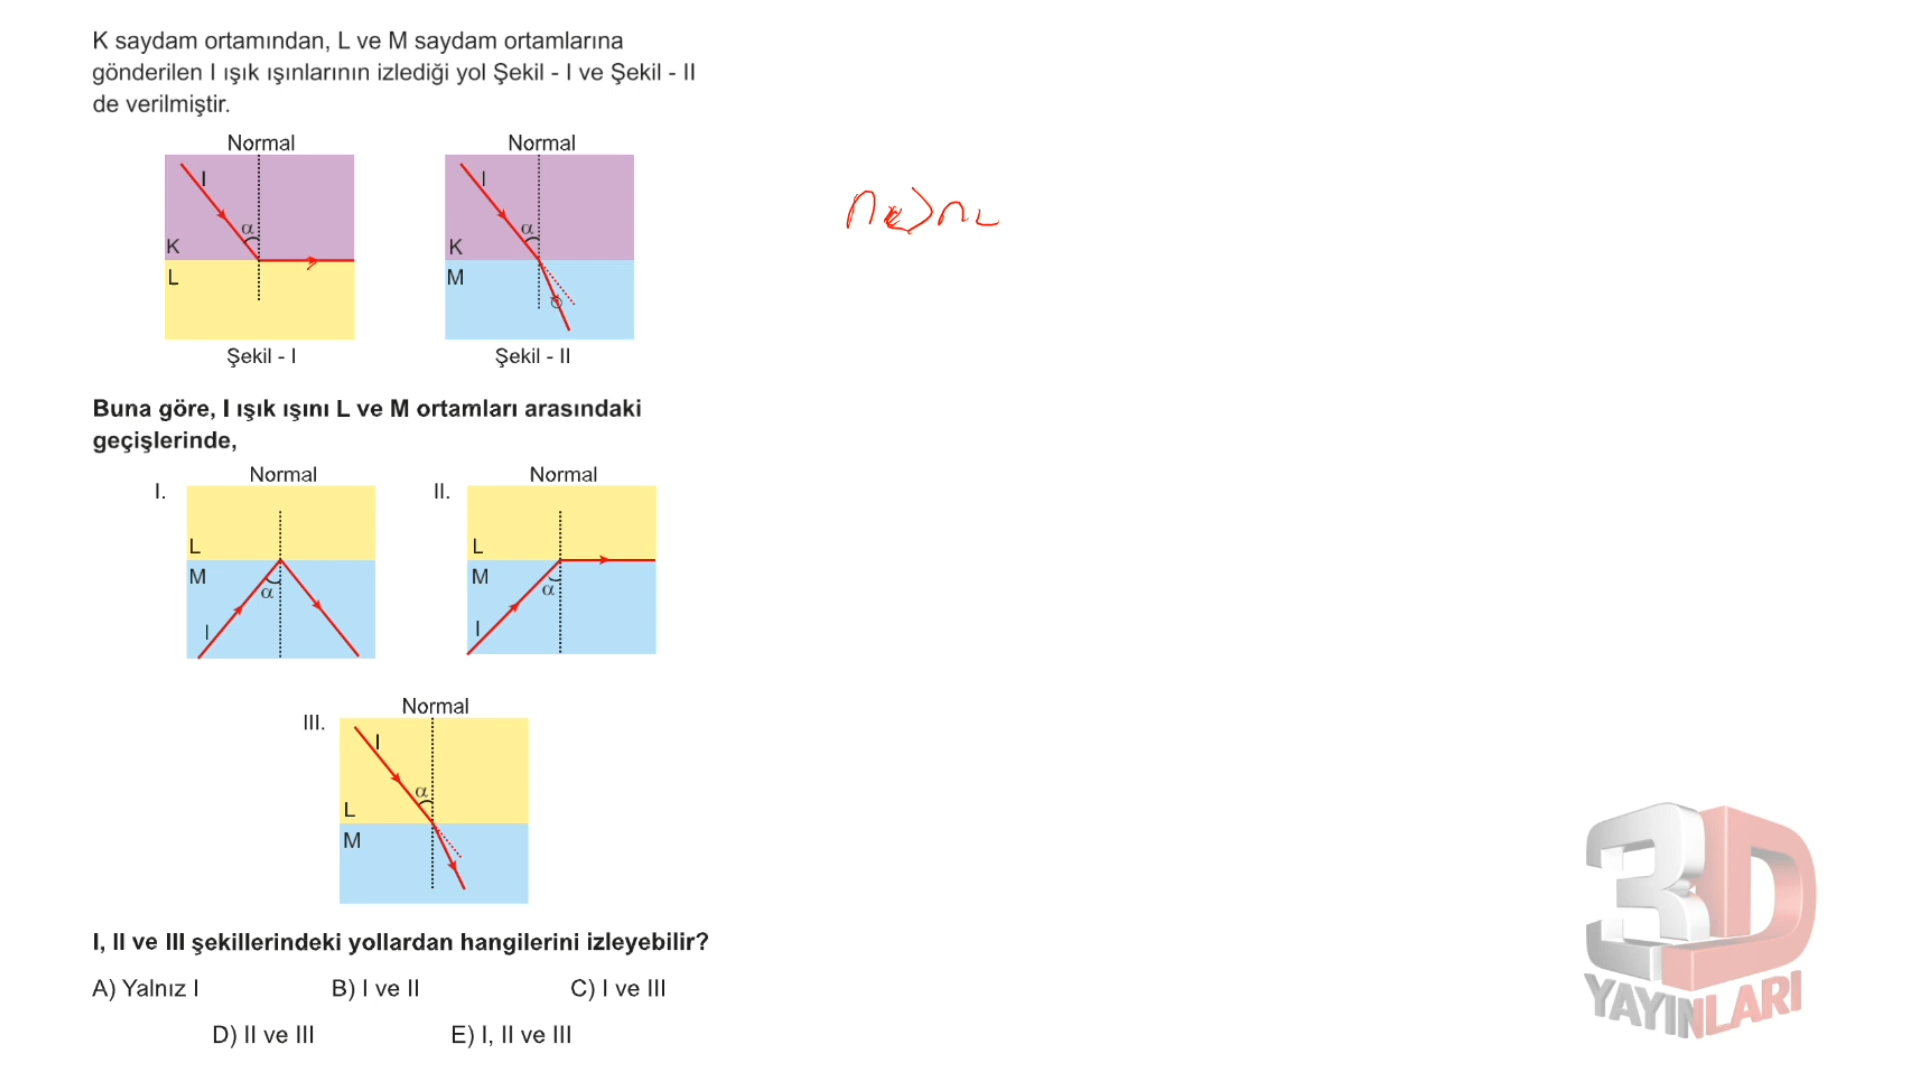 K saydam ortamından, L ve M saydam ortamlarına
gönderilen I ışık ışınlarının izlediği yol Şekil - I ve Şekil - II
de verilmiştir.
Normal
I
α
K
L
Şekil - I
Normal
I
α
K
M
Şekil - II
nK>nL
Buna göre, I ışık ışını L ve M ortamları arasındaki
geçişlerinde,
I.
Normal
L
M
α
I
II.
Normal
L
M
α
I
III.
Normal
I
α
L
M
I, II ve III şekillerindeki yollardan hangilerini izleyebilir?
A) Yalnız I B) I ve II C) I ve III
D) II ve III E) I, II ve III
3D
YAYINLARI